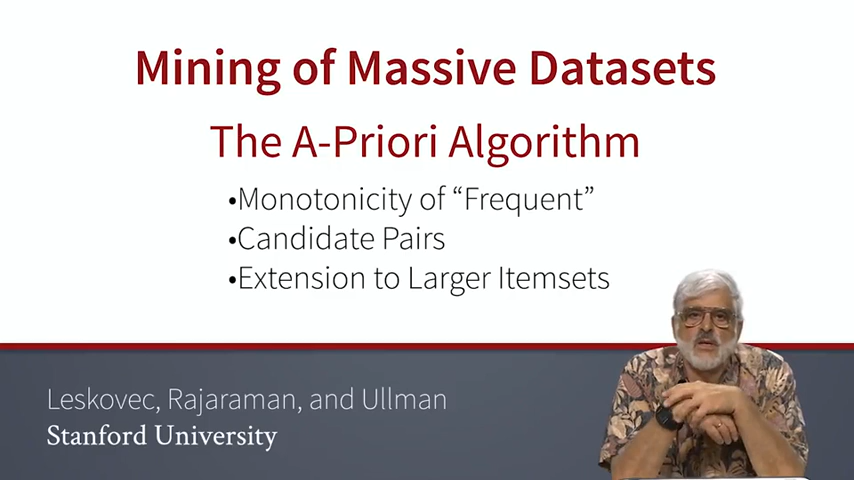 Mining of Massive Datasets
The A-Priori Algorithm
•Monotonicity of “Frequent”
•Candidate Pairs
•Extension to Larger Itemsets
Leskovec, Rajaraman, and Ullman
Stanford University